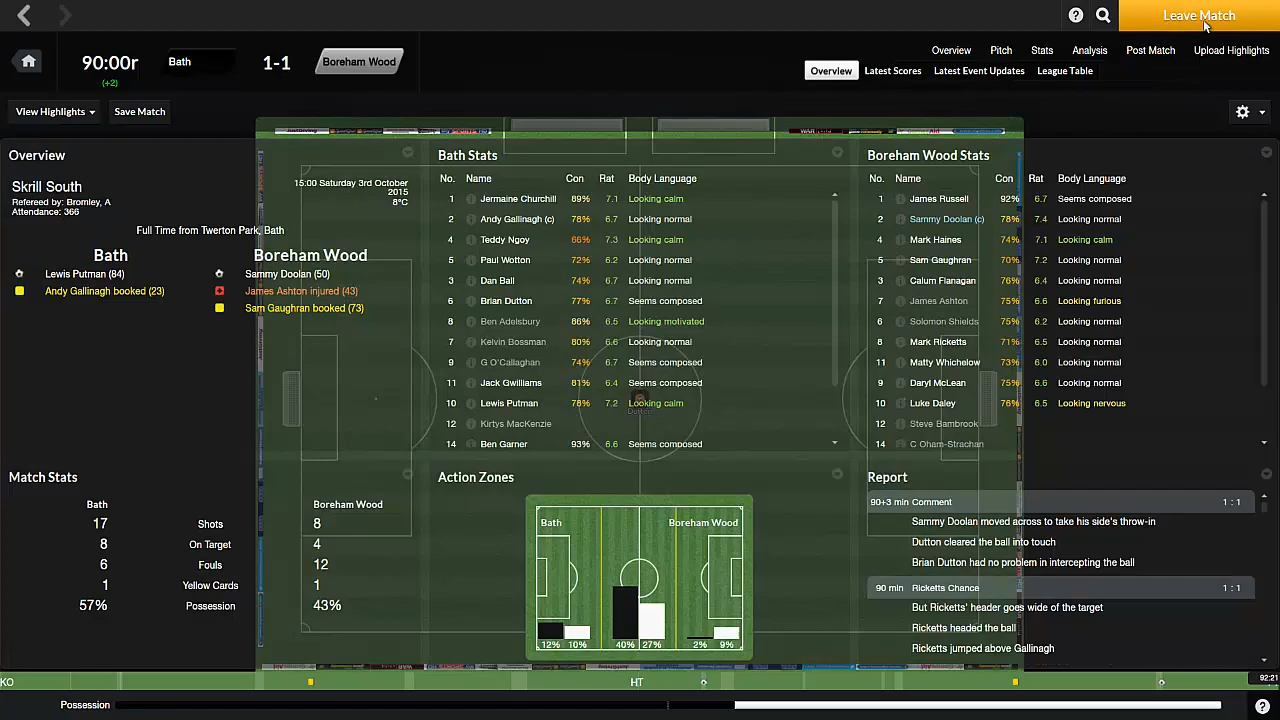 Leave Match
90:00r
(+2)
Bath
1-1
Boreham Wood
Overview Pitch Stats Analysis Post Match Upload Highlights
Overview Latest Scores Latest Event Updates League Table
View Highlights
Save Match
Overview
Skrill South
Refereed by: Bromley, A
Attendance: 366
15:00 Saturday 3rd October
2015
8°C
Full Time from Twerton Park, Bath
Bath
Boreham Wood
Lewis Putman (84)
Sammy Doolan (50)
Andy Gallinagh booked (23)
James Ashton injured (43)
Sam Gaughran booked (73)
Bath Stats
No. Name Con Rat Body Language
1 Jermaine Churchill 89% 7.1 Looking calm
2 Andy Gallinagh (c) 78% 6.7 Looking normal
4 Teddy Ngoy 66% 7.3 Looking calm
5 Paul Wotton 72% 6.2 Looking normal
3 Dan Ball 74% 6.7 Looking normal
6 Brian Dutton 77% 6.7 Seems composed
8 Ben Adelsbury 86% 6.5 Looking motivated
7 Kelvin Bossman 80% 6.6 Looking normal
9 G O'Callaghan 74% 6.7 Seems composed
11 Jack Gwilliams 81% 6.4 Seems composed
10 Lewis Putman 78% 7.2 Looking calm
12 Kirtys MacKenzie
14 Ben Garner 93% 6.6 Seems composed
Dutton
Boreham Wood Stats
No. Name Con Rat Body Language
1 James Russell 92% 6.7 Seems composed
2 Sammy Doolan (c) 78% 7.4 Looking normal
4 Mark Haines 74% 7.1 Looking calm
5 Sam Gaughran 70% 7.2 Looking normal
3 Calum Flanagan 76% 6.4 Looking normal
7 James Ashton 75% 6.6 Looking furious
6 Solomon Shields 75% 6.2 Looking normal
8 Mark Ricketts 71% 6.5 Looking normal
11 Matty Whichelow 73% 6.0 Looking normal
9 Daryl McLean 75% 6.6 Looking normal
10 Luke Daley 76% 6.5 Looking nervous
12 Steve Bambrook
14 C Oham-Strachan
Match Stats
Bath
Boreham Wood
17 Shots 8
8 On Target 4
6 Fouls 12
1 Yellow Cards 1
57% Possession 43%
Action Zones
Bath Boreham Wood
12% 10% 40% 27% 2% 9%
Report
90+3 min Comment 1 : 1
Sammy Doolan moved across to take his side's throw-in
Dutton cleared the ball into touch
Brian Dutton had no problem in intercepting the ball
90 min Ricketts Chance 1 : 1
But Ricketts' header goes wide of the target
Ricketts headed the ball
Ricketts jumped above Gallinagh
KO
HT
92:21
Possession